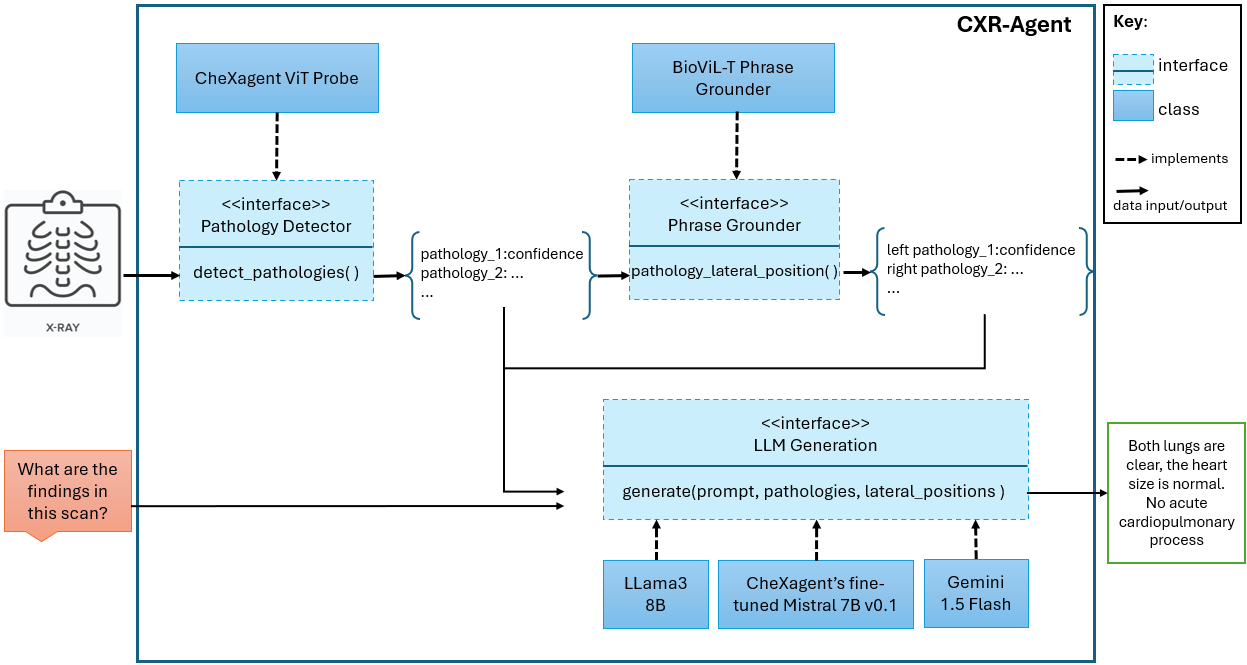 CXR-Agent
Key:
interface
class
implements
data input/output
CheXagent ViT Probe
BioViL-T Phrase
Grounder
<<interface>>
Pathology Detector
detect_pathologies( )
pathology_1:confidence
pathology_2: ...
...
<<interface>>
Phrase Grounder
pathology_lateral_position( )
left pathology_1:confidence
right pathology_2: ...
...
X-RAY
What are the
findings in
this scan?
<<interface>>
LLM Generation
generate(prompt, pathologies, lateral_positions )
LLama3
8B
CheXagent’s fine-
tuned Mistral 7B v0.1
Gemini
1.5 Flash
Both lungs are
clear, the heart
size is normal.
No acute
cardiopulmonary
process